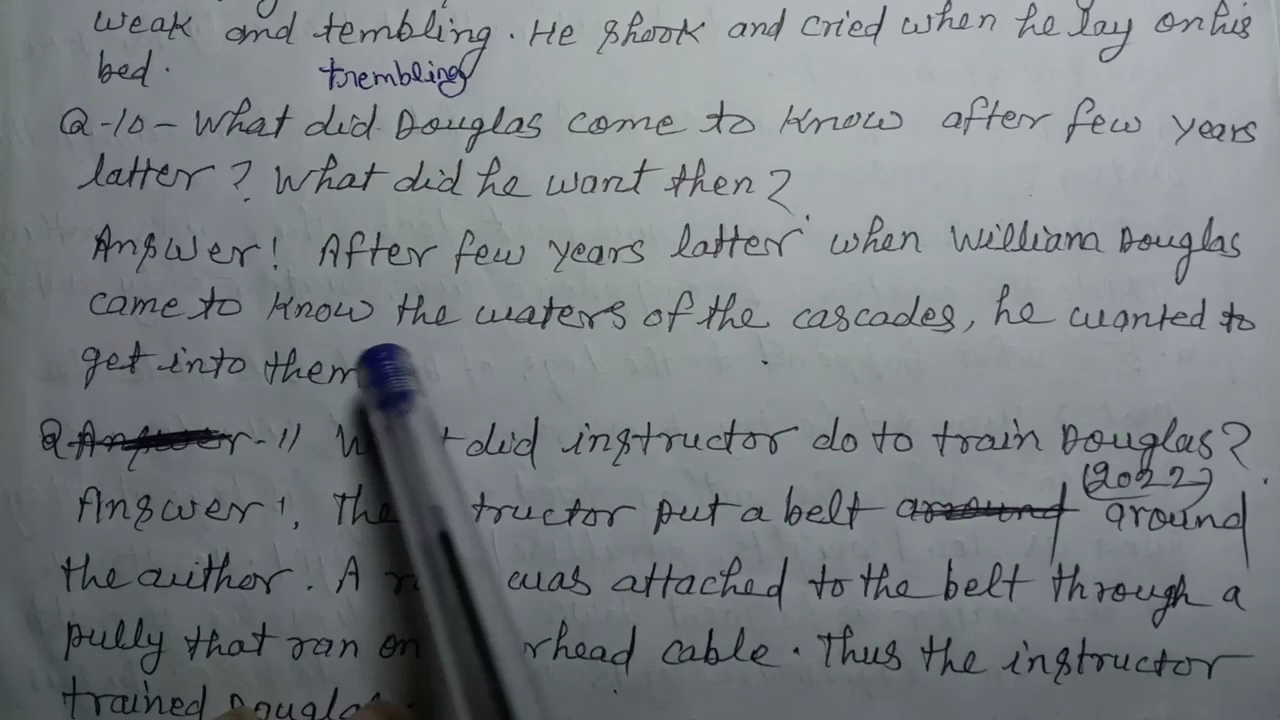 weak and tembling. He shook and cried when he lay on his
bed. trembling
Q-10- What did Douglas come to know after few years
latter? What did he want then?
Answer! After few years latter when William Douglas
came to know the waters of the cascades, he wanted to
get into them
Q -11 did instructor do to train Douglas?
(2022)
Answer!, The put a belt around
the author. A was attached to the belt through a
pully that ran on cable. Thus the instructor
trained Douglas